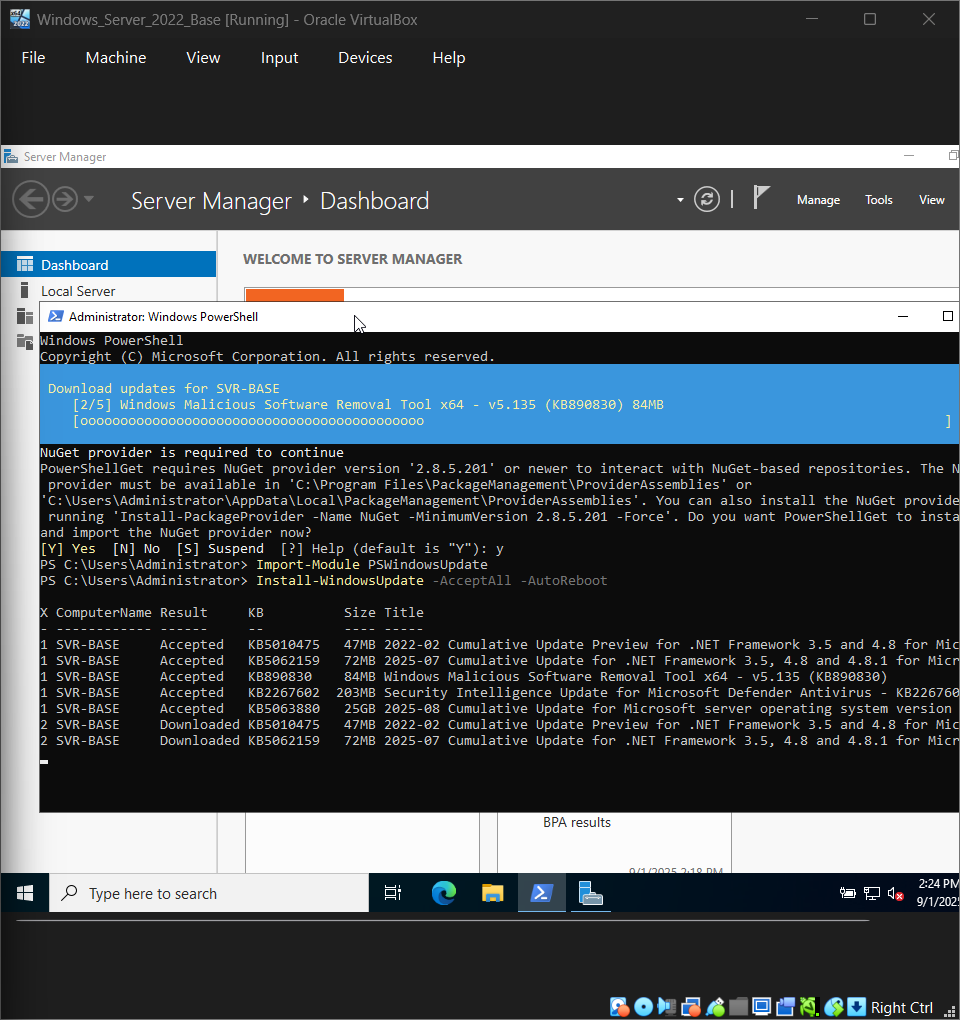 Windows_Server_2022_Base [Running] - Oracle VirtualBox
File Machine View Input Devices Help
Server Manager
Server Manager Dashboard Manage Tools View
Dashboard
Local Server
WELCOME TO SERVER MANAGER
Administrator: Windows PowerShell
Windows PowerShell
Copyright (C) Microsoft Corporation. All rights reserved.
Download updates for SVR-BASE
[2/5] Windows Malicious Software Removal Tool x64 - v5.135 (KB890830) 84MB
[ooooooooooooooooooooooooooooooooooooooooooo ]
NuGet provider is required to continue
PowerShellGet requires NuGet provider version '2.8.5.201' or newer to interact with NuGet-based repositories. The N
provider must be available in 'C:\Program Files\PackageManagement\ProviderAssemblies' or
'C:\Users\Administrator\AppData\Local\PackageManagement\ProviderAssemblies'. You can also install the NuGet provide
running 'Install-PackageProvider -Name NuGet -MinimumVersion 2.8.5.201 -Force'. Do you want PowerShellGet to insta
and import the NuGet provider now?
[Y] Yes [N] No [S] Suspend [?] Help (default is "Y"): y
PS C:\Users\Administrator> Import-Module PSWindowsUpdate
PS C:\Users\Administrator> Install-WindowsUpdate -AcceptAll -AutoReboot
X ComputerName Result KB Size Title
- ------------ ------ -- ---- -----
1 SVR-BASE Accepted KB5010475 47MB 2022-02 Cumulative Update Preview for .NET Framework 3.5 and 4.8 for Mic
1 SVR-BASE Accepted KB5062159 72MB 2025-07 Cumulative Update for .NET Framework 3.5, 4.8 and 4.8.1 for Micr
1 SVR-BASE Accepted KB890830 84MB Windows Malicious Software Removal Tool x64 - v5.135 (KB890830)
1 SVR-BASE Accepted KB2267602 203MB Security Intelligence Update for Microsoft Defender Antivirus - KB226760
1 SVR-BASE Accepted KB5063880 25GB 2025-08 Cumulative Update for Microsoft server operating system version
2 SVR-BASE Downloaded KB5010475 47MB 2022-02 Cumulative Update Preview for .NET Framework 3.5 and 4.8 for Mic
2 SVR-BASE Downloaded KB5062159 72MB 2025-07 Cumulative Update for .NET Framework 3.5, 4.8 and 4.8.1 for Micr
BPA results
9/1/2025 2:18 PM
Type here to search
2:24 PM
9/1/2025
Right Ctrl